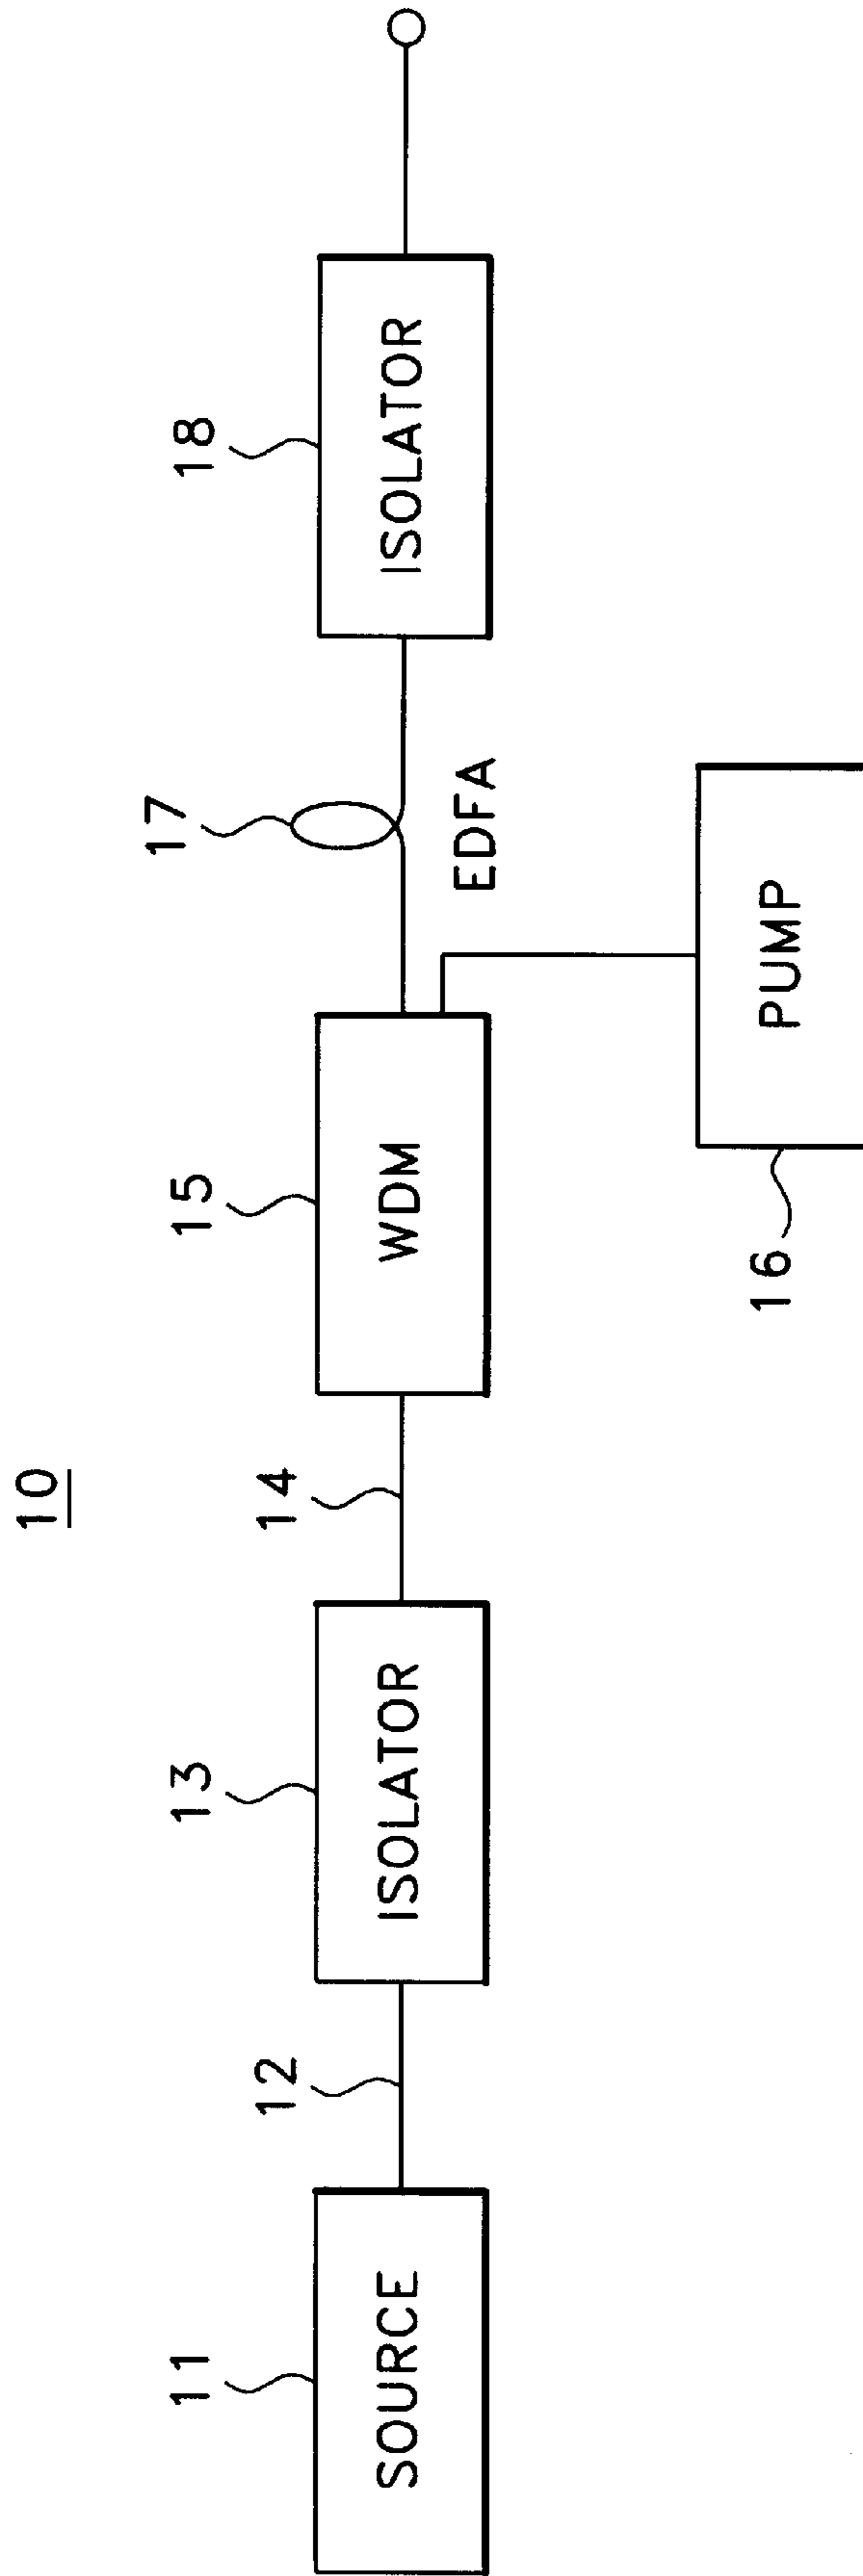 10
11
12
13
14
15
17
18
SOURCE
ISOLATOR
WDM
EDFA
ISOLATOR
16
PUMP